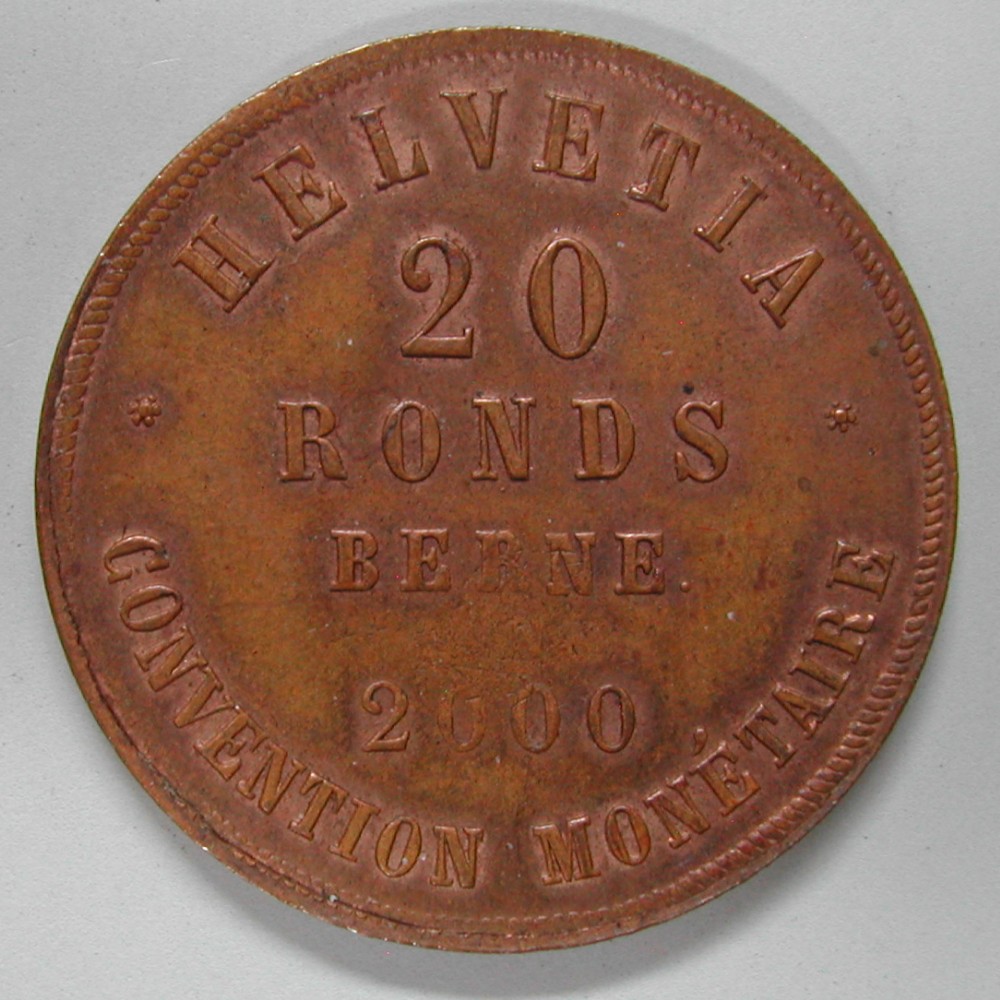 HELVETIA
20
RONDS
BERNE.
2000
CONVENTION MONÉTAIRE